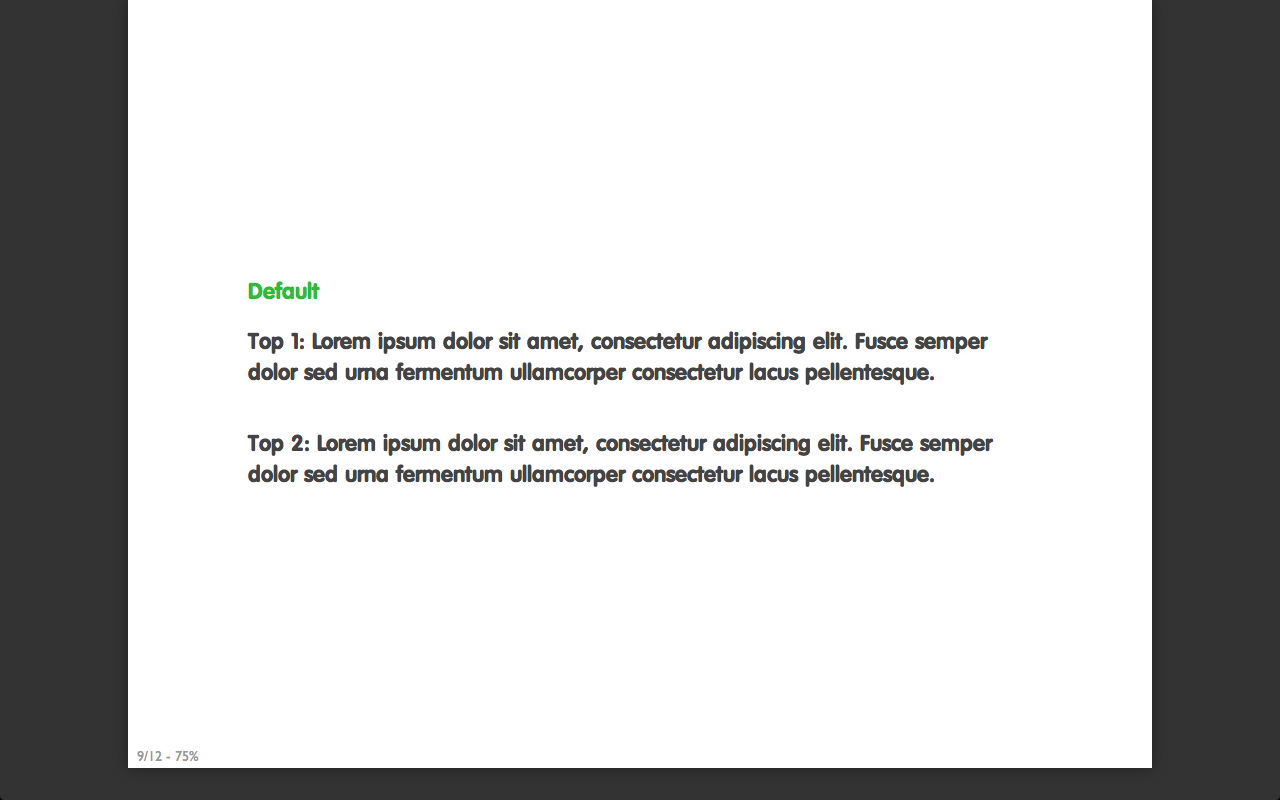 Default
Top 1: Lorem ipsum dolor sit amet, consectetur adipiscing elit. Fusce semper
dolor sed urna fermentum ullamcorper consectetur lacus pellentesque.
Top 2: Lorem ipsum dolor sit amet, consectetur adipiscing elit. Fusce semper
dolor sed urna fermentum ullamcorper consectetur lacus pellentesque.
9/12 - 75%